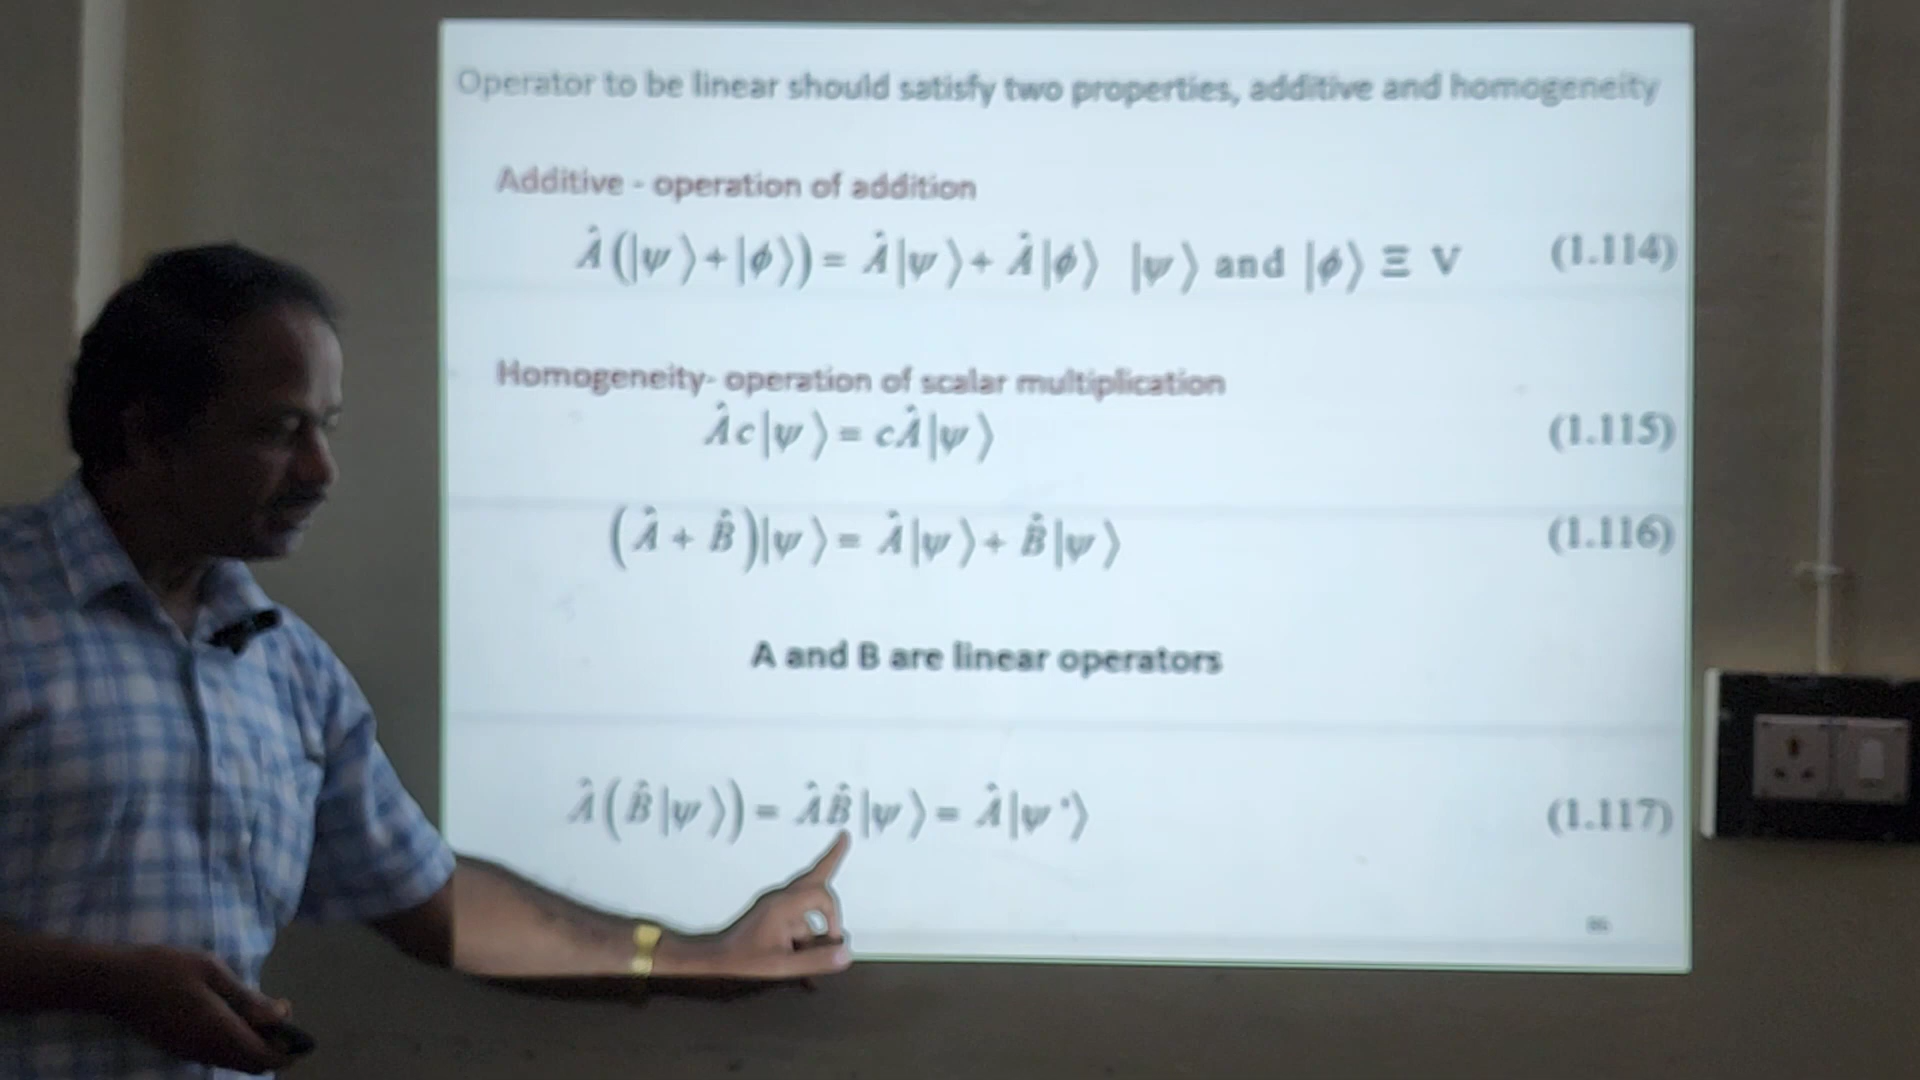 Operator to be linear should satisfy two properties, additive and homogeneity
Additive - operation of addition
Â(|ψ⟩+|ϕ⟩)= Â|ψ⟩+ Â|ϕ⟩ |ψ⟩ and |ϕ⟩ Ξ V (1.114)
Homogeneity- operation of scalar multiplication
Âc|ψ⟩= cÂ|ψ⟩ (1.115)
(Â + B̂)|ψ⟩= Â|ψ⟩+ B̂|ψ⟩ (1.116)
A and B are linear operators
Â(B̂|ψ⟩)= ÂB̂|ψ⟩= Â|ψ'⟩ (1.117)